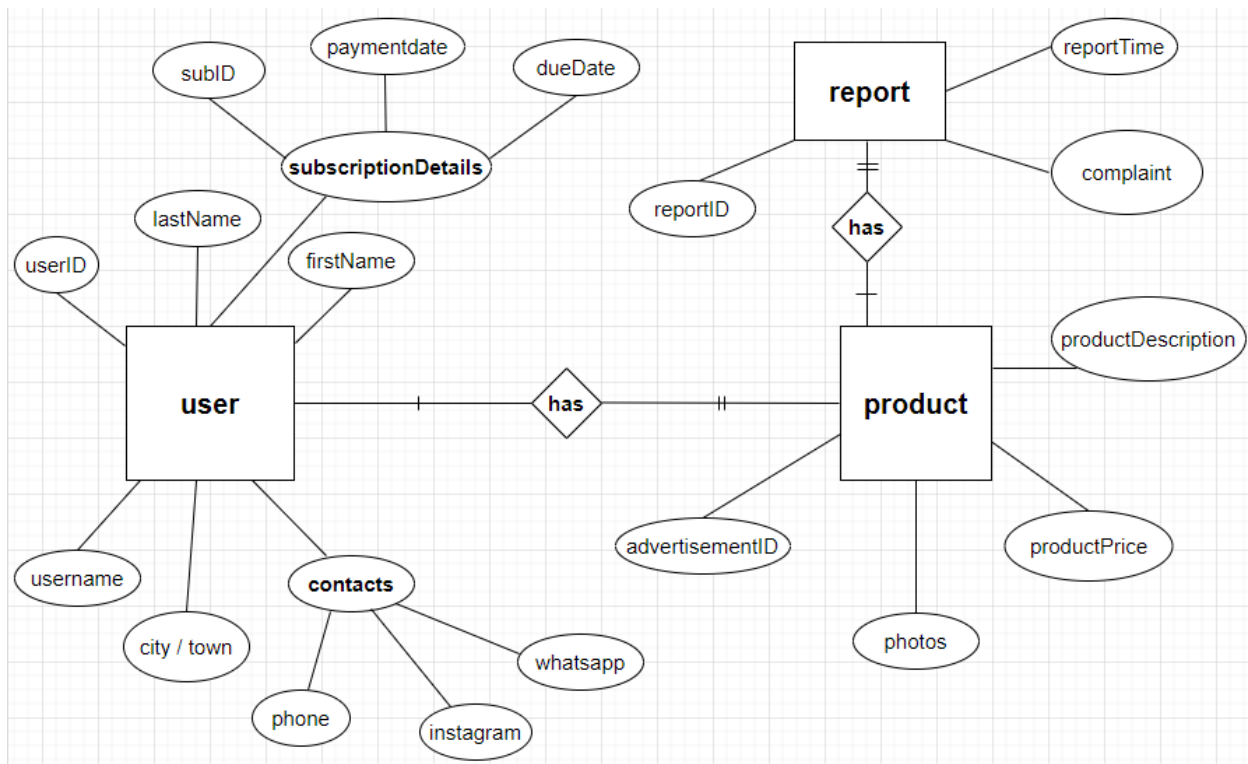 paymentdate
subID
dueDate
reportTime
report
subscriptionDetails
complaint
lastName
reportID
has
userID
firstName
productDescription
user
has
product
advertisementID
productPrice
username
contacts
city / town
photos
whatsapp
phone
instagram